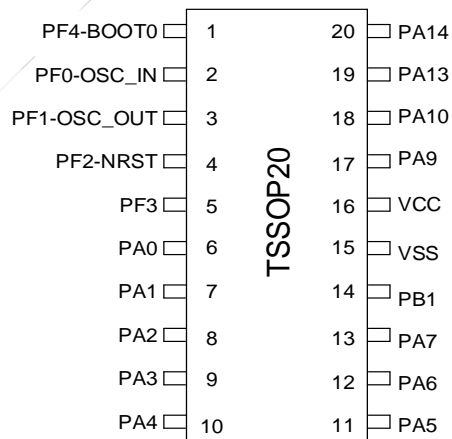 PF4-BOOT0 1 20 PA14
PF0-OSC_IN 2 19 PA13
PF1-OSC_OUT 3 18 PA10
PF2-NRST 4 17 PA9
PF3 5 16 VCC
PA0 6 15 VSS
PA1 7 14 PB1
PA2 8 13 PA7
PA3 9 12 PA6
PA4 10 11 PA5
TSSOP20